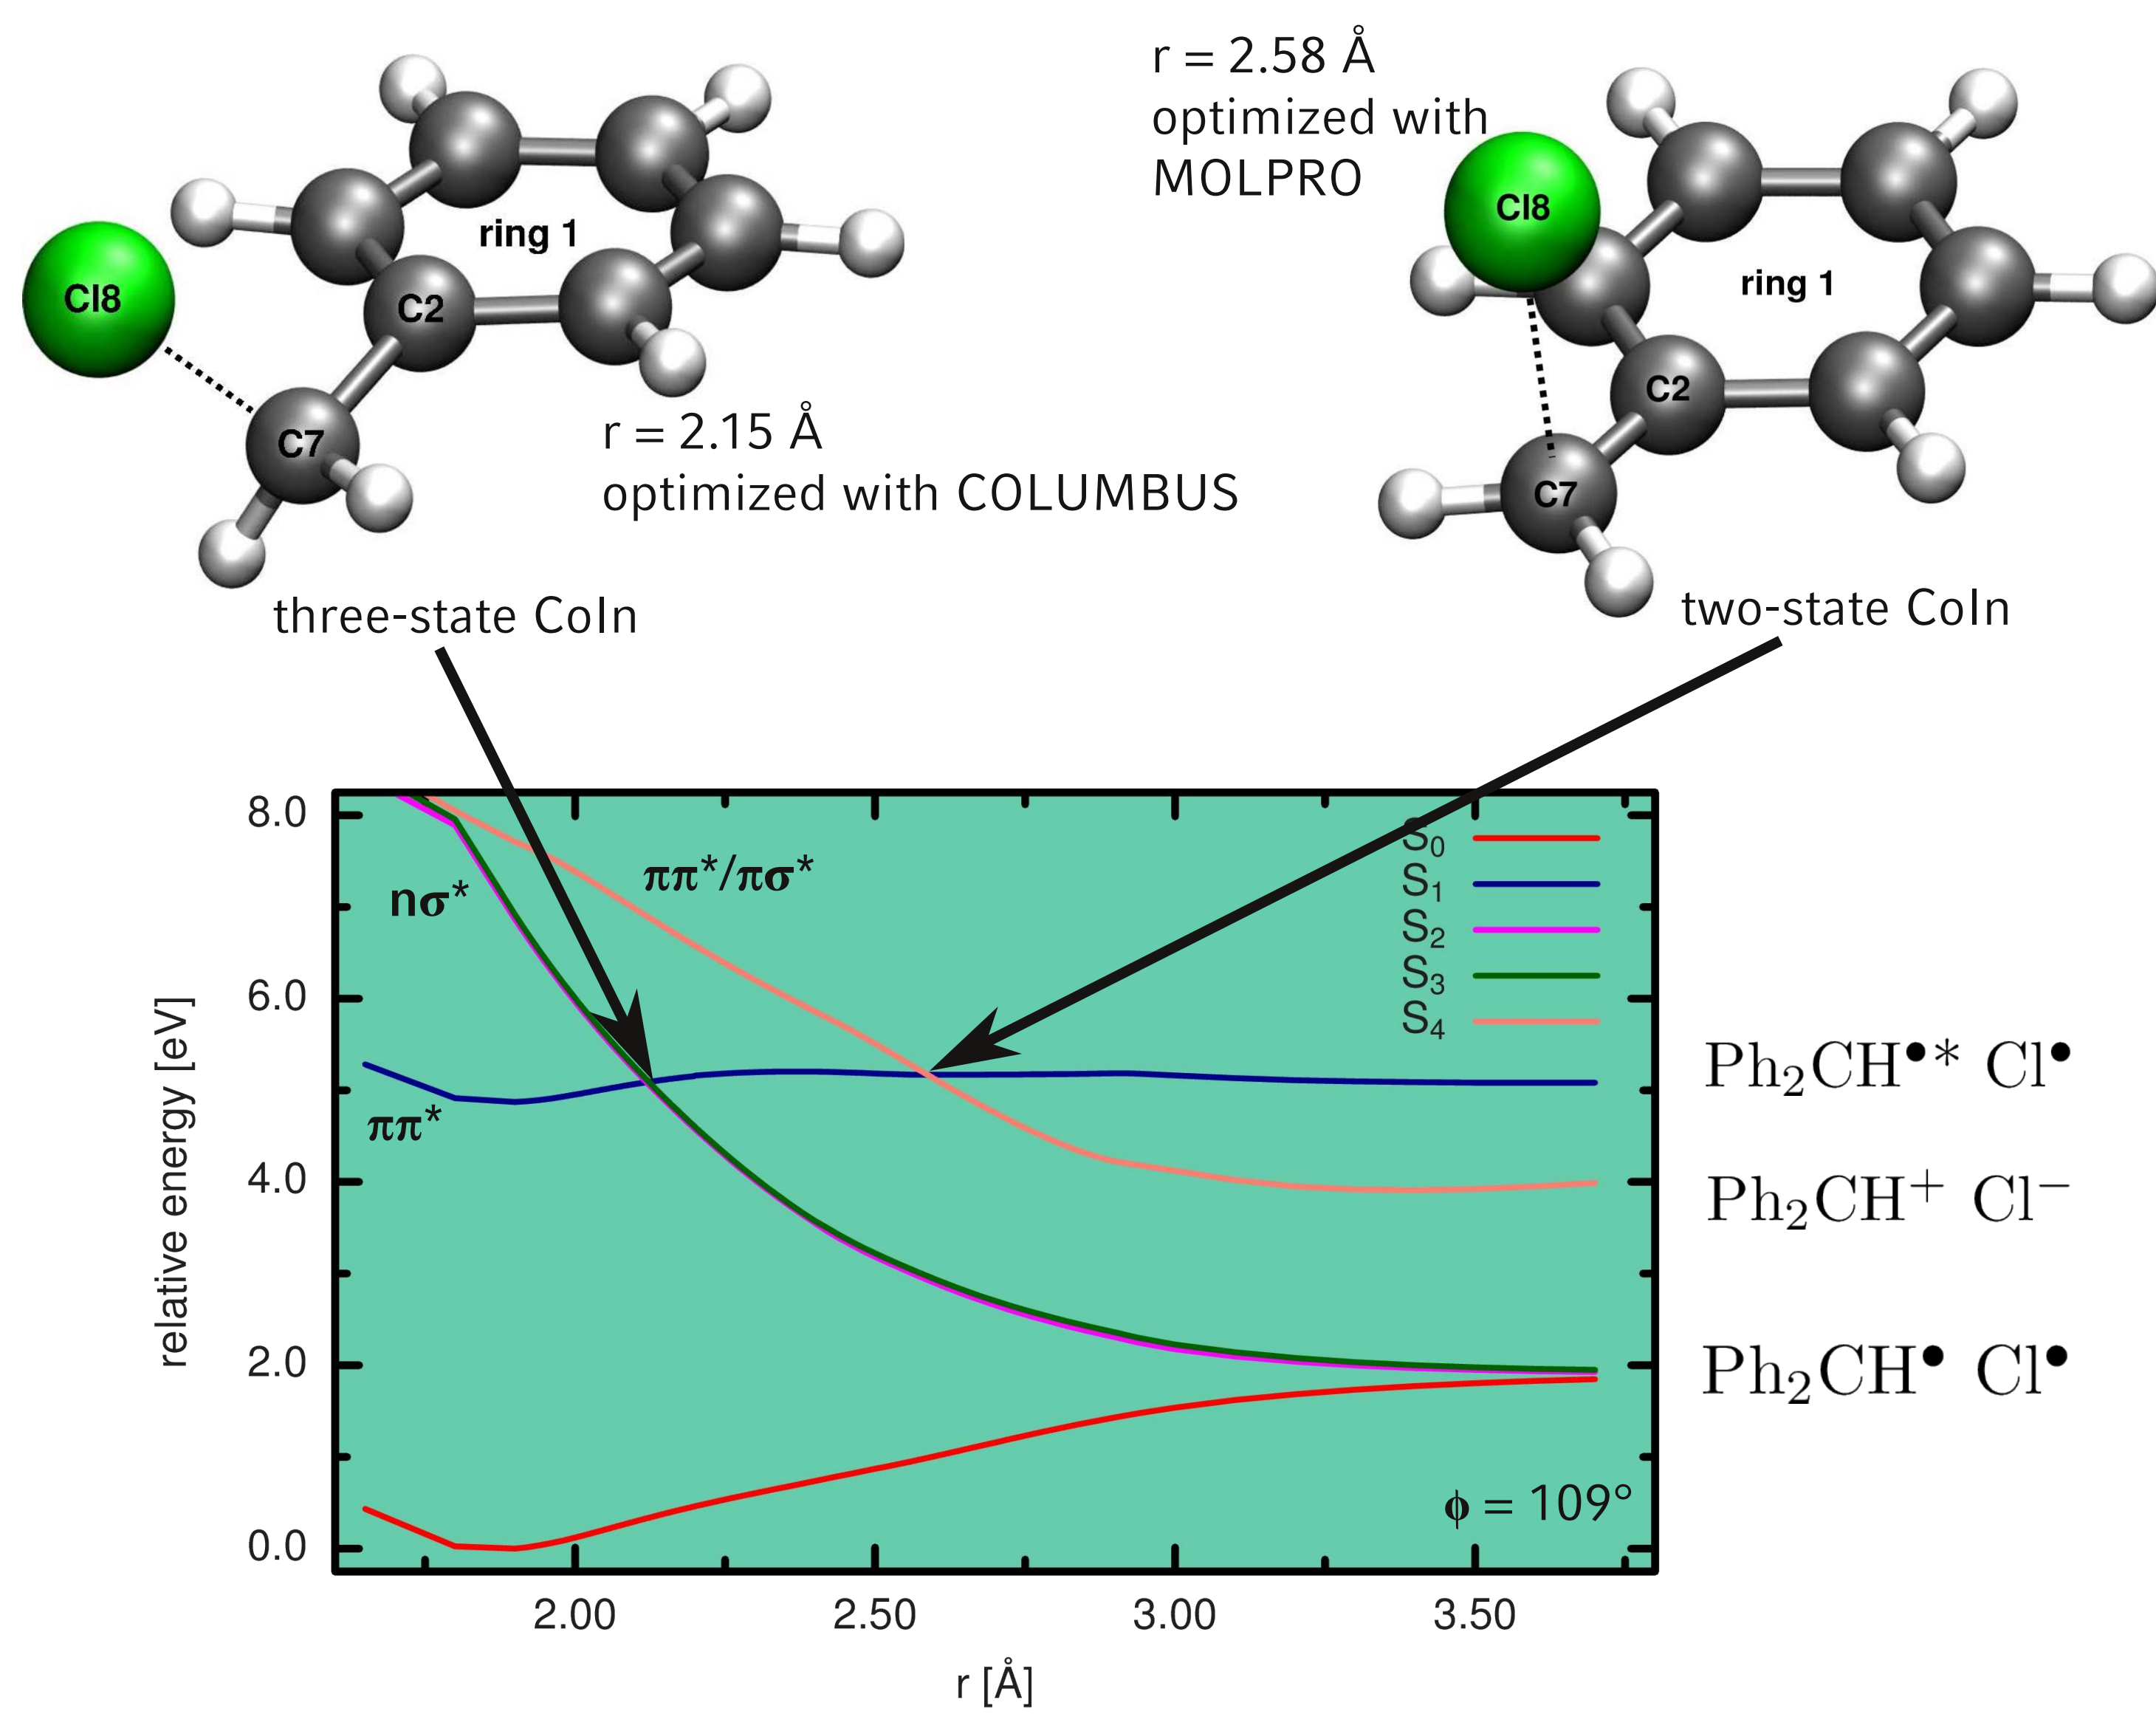 r = 2.58 Å
optimized with
MOLPRO
Cl8
ring 1
C2
C7
Cl8
ring 1
C2
C7
r = 2.15 Å
optimized with COLUMBUS
three-state CoIn
two-state CoIn
8.0
6.0
4.0
2.0
0.0
relative energy [eV]
nσ*
ππ*/πσ*
ππ*
S₀
S₁
S₂
S₃
S₄
ϕ = 109°
Ph₂CH•* Cl•
Ph₂CH⁺ Cl⁻
Ph₂CH• Cl•
2.00 2.50 3.00 3.50
r [Å]